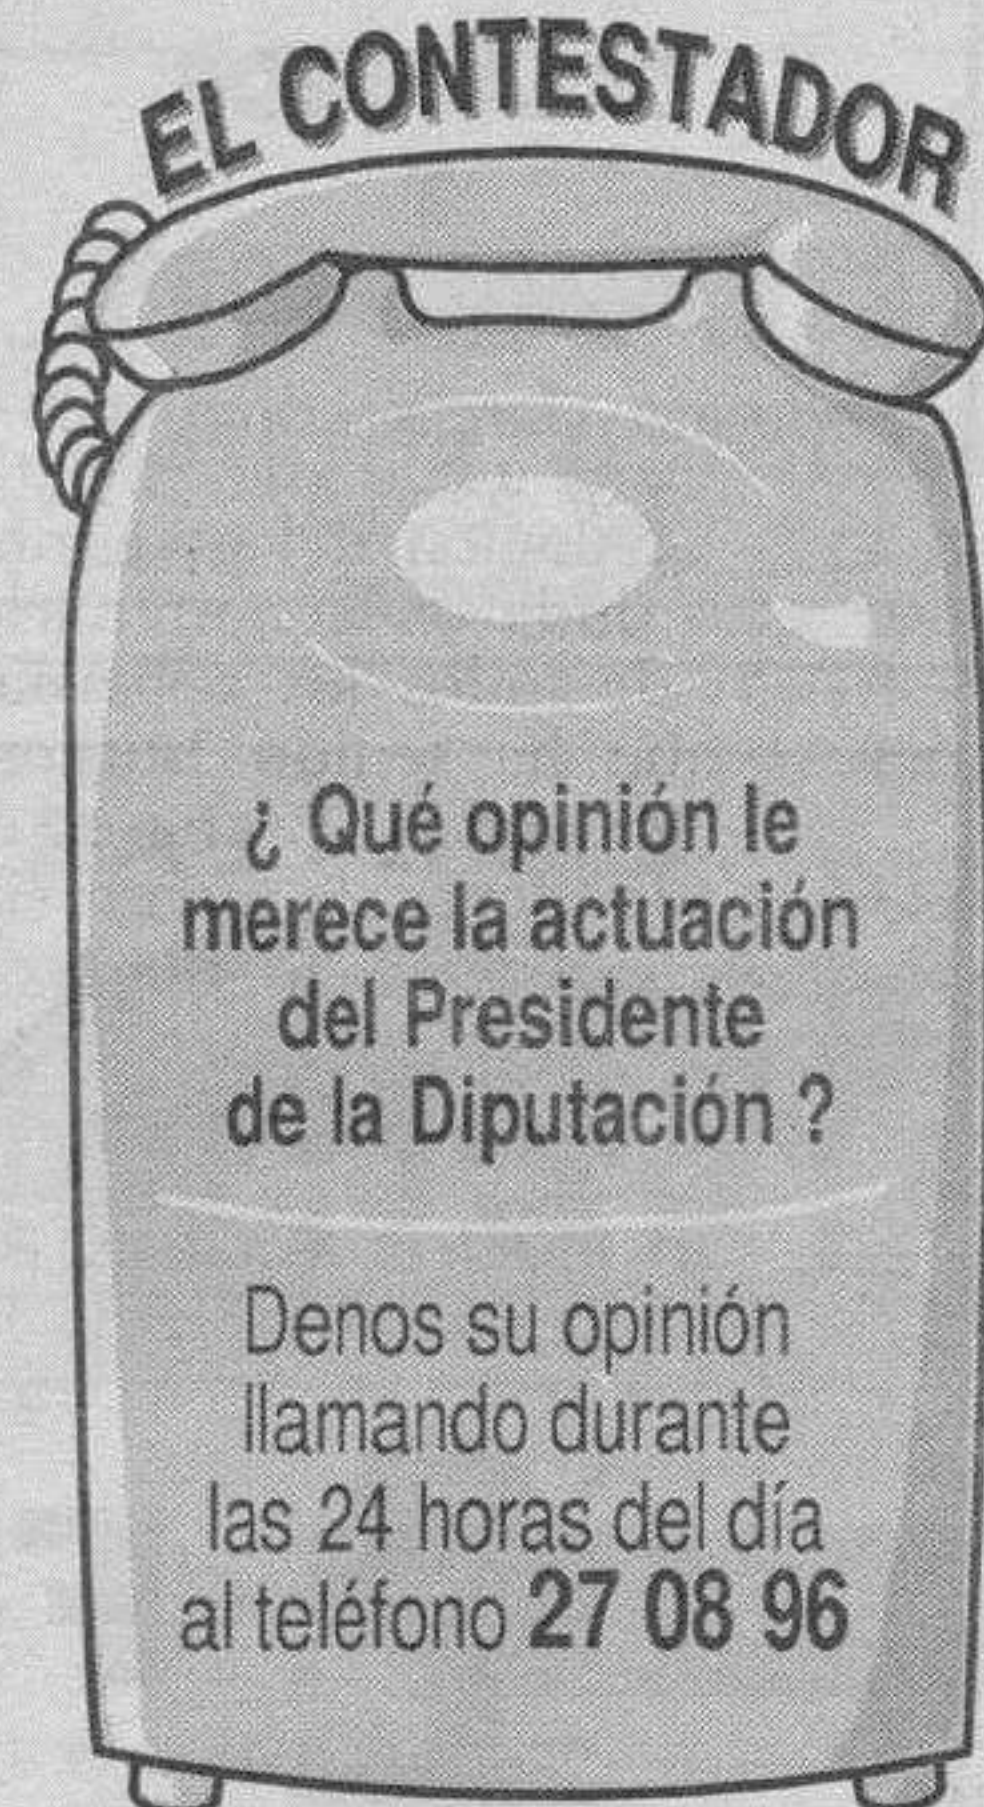 EL CONTESTADOR
¿ Qué opinión le
merece la actuación
del Presidente
de la Diputación ?
Denos su opinión
llamando durante
las 24 horas del día
al teléfono 27 08 96